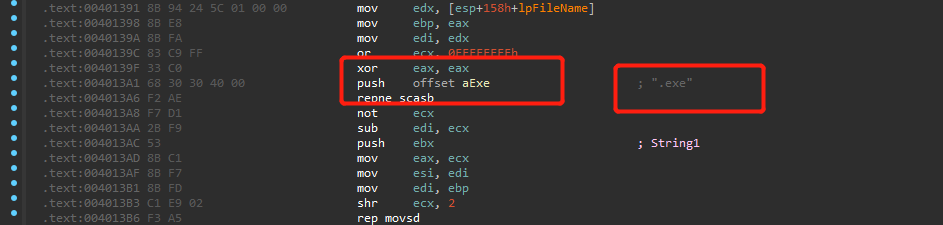 .text:00401391 8B 94 24 5C 01 00 00 mov edx, [esp+158h+lpFileName]
.text:00401398 8B E8 mov ebp, eax
.text:0040139A 8B FA mov edi, edx
.text:0040139C 83 C9 FF or ecx, 0FFFFFFFFh
.text:0040139F 33 C0 xor eax, eax
.text:004013A1 68 30 30 40 00 push offset aExe ; ".exe"
.text:004013A6 F2 AE repne scasb
.text:004013A8 F7 D1 not ecx
.text:004013AA 2B F9 sub edi, ecx
.text:004013AC 53 push ebx ; String1
.text:004013AD 8B C1 mov eax, ecx
.text:004013AF 8B F7 mov esi, edi
.text:004013B1 8B FD mov edi, ebp
.text:004013B3 C1 E9 02 shr ecx, 2
.text:004013B6 F3 A5 rep movsd